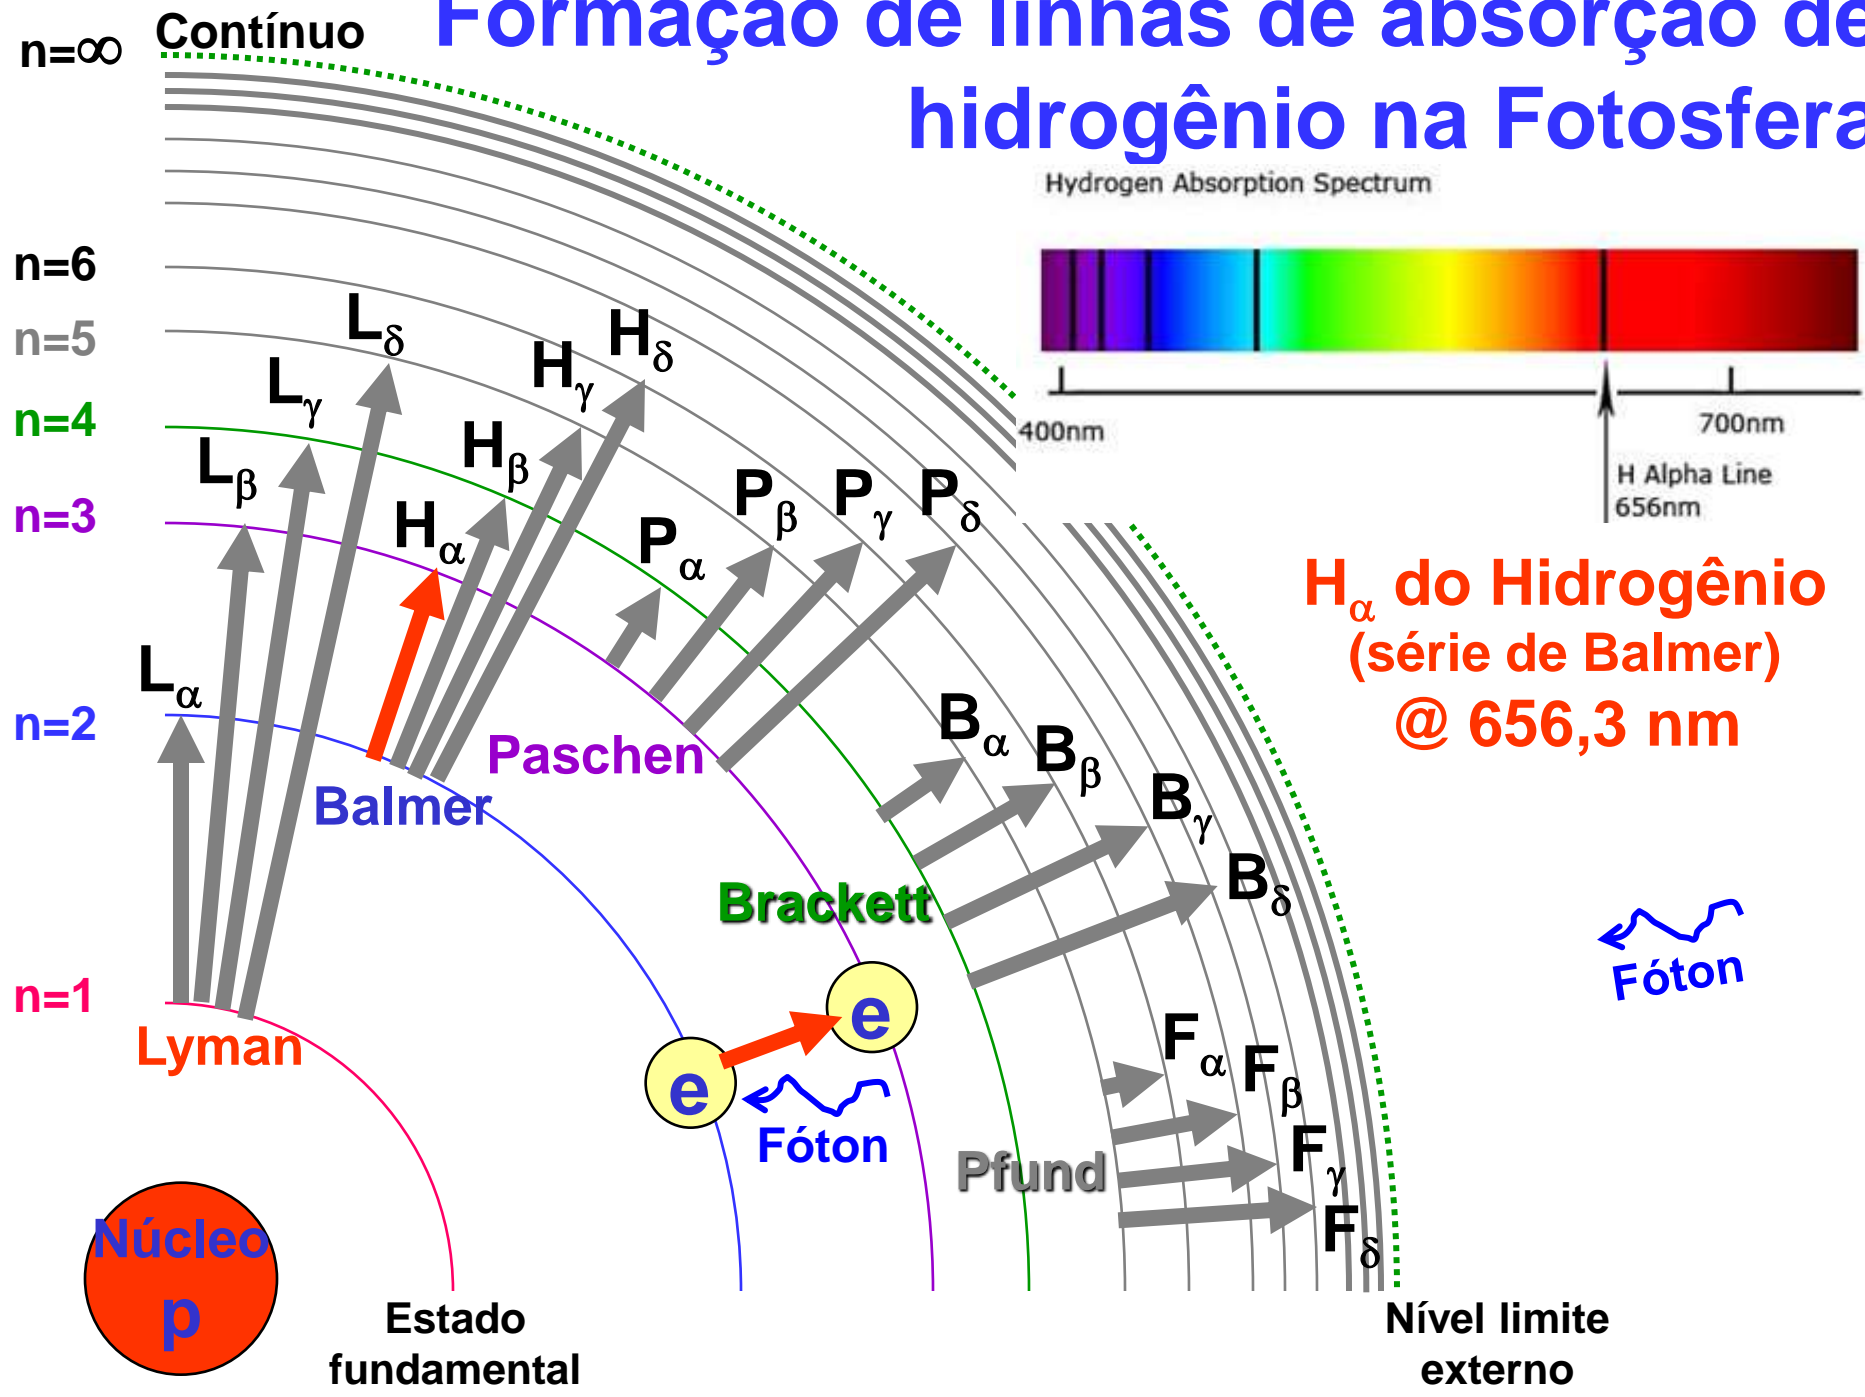 Formação de linhas de absorção de
hidrogênio na Fotosfera
n=∞
Contínuo
Hydrogen Absorption Spectrum
400nm
700nm
H Alpha Line
656nm
n=6
n=5
n=4
n=3
n=2
n=1
Lα
Lβ
Lγ
Lδ
Hα
Hβ
Hγ
Hδ
Pα
Pβ
Pγ
Pδ
Bα
Bβ
Bγ
Bδ
Fα
Fβ
Fγ
Fδ
Hα do Hidrogênio
(série de Balmer)
@ 656,3 nm
Lyman
Balmer
Paschen
Brackett
Pfund
e
e
Fóton
Fóton
Núcleo
p
Estado
fundamental
Nível limite
externo